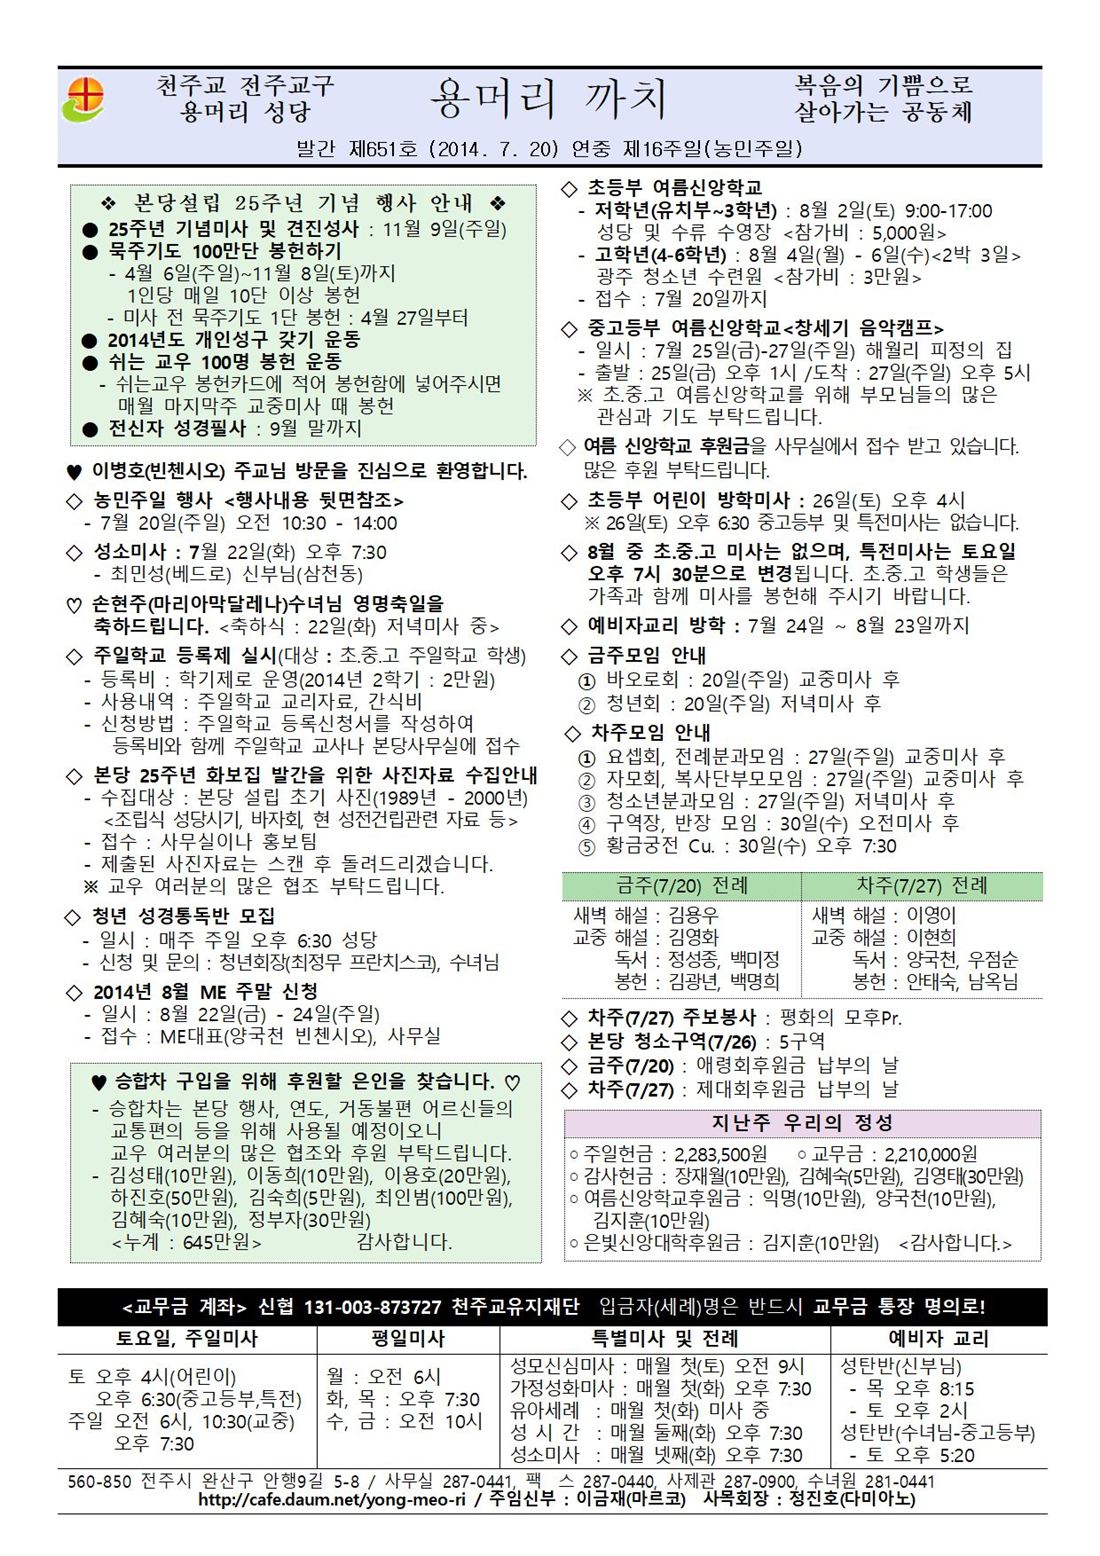 천주교 전주교구
용머리 성당
용머리 까치
복음의 기쁨으로
살아가는 공동체
발간 제651호 (2014. 7. 20) 연중 제16주일(농민주일)
❖ 본당설립 25주년 기념 행사 안내 ❖
● 25주년 기념미사 및 견진성사 : 11월 9일(주일)
● 묵주기도 100만단 봉헌하기
- 4월 6일(주일)~11월 8일(토)까지
1인당 매일 10단 이상 봉헌
- 미사 전 묵주기도 1단 봉헌 : 4월 27일부터
● 2014년도 개인성구 갖기 운동
● 쉬는 교우 100명 봉헌 운동
- 쉬는교우 봉헌카드에 적어 봉헌함에 넣어주시면
매월 마지막주 교중미사 때 봉헌
● 전신자 성경필사 : 9월 말까지
♥ 이병호(빈첸시오) 주교님 방문을 진심으로 환영합니다.
◇ 농민주일 행사 <행사내용 뒷면참조>
- 7월 20일(주일) 오전 10:30 - 14:00
◇ 성소미사 : 7월 22일(화) 오후 7:30
- 최민성(베드로) 신부님(삼천동)
♡ 손현주(마리아막달레나)수녀님 영명축일을
축하드립니다. <축하식 : 22일(화) 저녁미사 중>
◇ 주일학교 등록제 실시(대상 : 초.중.고 주일학교 학생)
- 등록비 : 학기제로 운영(2014년 2학기 : 2만원)
- 사용내역 : 주일학교 교리자료, 간식비
- 신청방법 : 주일학교 등록신청서를 작성하여
등록비와 함께 주일학교 교사나 본당사무실에 접수
◇ 본당 25주년 화보집 발간을 위한 사진자료 수집안내
- 수집대상 : 본당 설립 초기 사진(1989년 - 2000년)
<조립식 성당시기, 바자회, 현 성전건립관련 자료 등>
- 접수 : 사무실이나 홍보팀
- 제출된 사진자료는 스캔 후 돌려드리겠습니다.
※ 교우 여러분의 많은 협조 부탁드립니다.
◇ 청년 성경통독반 모집
- 일시 : 매주 주일 오후 6:30 성당
- 신청 및 문의 : 청년회장(최정무 프란치스코), 수녀님
◇ 2014년 8월 ME 주말 신청
- 일시 : 8월 22일(금) - 24일(주일)
- 접수 : ME대표(양국천 빈첸시오), 사무실
♥ 승합차 구입을 위해 후원할 은인을 찾습니다. ♡
- 승합차는 본당 행사, 연도, 거동불편 어르신들의
교통편의 등을 위해 사용될 예정이오니
교우 여러분의 많은 협조와 후원 부탁드립니다.
- 김성태(10만원), 이동희(10만원), 이용호(20만원),
하진호(50만원), 김숙희(5만원), 최인범(100만원),
김혜숙(10만원), 정부자(30만원)
<누계 : 645만원> 감사합니다.
◇ 초등부 여름신앙학교
- 저학년(유치부~3학년) : 8월 2일(토) 9:00-17:00
성당 및 수류 수영장 <참가비 : 5,000원>
- 고학년(4-6학년) : 8월 4일(월) - 6일(수)<2박 3일>
광주 청소년 수련원 <참가비 : 3만원>
- 접수 : 7월 20일까지
◇ 중고등부 여름신앙학교<창세기 음악캠프>
- 일시 : 7월 25일(금)-27일(주일) 해월리 피정의 집
- 출발 : 25일(금) 오후 1시 /도착 : 27일(주일) 오후 5시
※ 초.중.고 여름신앙학교를 위해 부모님들의 많은
관심과 기도 부탁드립니다.
◇ 여름 신앙학교 후원금을 사무실에서 접수 받고 있습니다.
많은 후원 부탁드립니다.
◇ 초등부 어린이 방학미사 : 26일(토) 오후 4시
※ 26일(토) 오후 6:30 중고등부 및 특전미사는 없습니다.
◇ 8월 중 초.중.고 미사는 없으며, 특전미사는 토요일
오후 7시 30분으로 변경됩니다. 초.중.고 학생들은
가족과 함께 미사를 봉헌해 주시기 바랍니다.
◇ 예비자교리 방학 : 7월 24일 ~ 8월 23일까지
◇ 금주모임 안내
① 바오로회 : 20일(주일) 교중미사 후
② 청년회 : 20일(주일) 저녁미사 후
◇ 차주모임 안내
① 요셉회, 전례분과모임 : 27일(주일) 교중미사 후
② 자모회, 복사단부모모임 : 27일(주일) 교중미사 후
③ 청소년분과모임 : 27일(주일) 저녁미사 후
④ 구역장, 반장 모임 : 30일(수) 오전미사 후
⑤ 황금궁전 Cu. : 30일(수) 오후 7:30
금주(7/20) 전례 차주(7/27) 전례
새벽 해설 : 김용우 새벽 해설 : 이영이
교중 해설 : 김영화 교중 해설 : 이현희
독서 : 정성종, 백미정 독서 : 양국천, 우점순
봉헌 : 김광년, 백명희 봉헌 : 안태숙, 남옥님
◇ 차주(7/27) 주보봉사 : 평화의 모후Pr.
◇ 본당 청소구역(7/26) : 5구역
◇ 금주(7/20) : 애령회후원금 납부의 날
◇ 차주(7/27) : 제대회후원금 납부의 날
지난주 우리의 정성
○ 주일헌금 : 2,283,500원 ○ 교무금 : 2,210,000원
○ 감사헌금 : 장재월(10만원), 김혜숙(5만원), 김영태(30만원)
○ 여름신앙학교후원금 : 익명(10만원), 양국천(10만원),
김지훈(10만원)
○ 은빛신앙대학후원금 : 김지훈(10만원) <감사합니다.>
<교무금 계좌> 신협 131-003-873727 천주교유지재단 입금자(세례)명은 반드시 교무금 통장 명의로!
토요일, 주일미사 평일미사 특별미사 및 전례 예비자 교리
토 오후 4시(어린이)
오후 6:30(중고등부,특전)
주일 오전 6시, 10:30(교중)
오후 7:30
월 : 오전 6시
화, 목 : 오후 7:30
수, 금 : 오전 10시
성모신심미사 : 매월 첫(토) 오전 9시
가정성화미사 : 매월 첫(화) 오후 7:30
유아세례 : 매월 첫(화) 미사 중
성 시 간 : 매월 둘째(화) 오후 7:30
성소미사 : 매월 넷째(화) 오후 7:30
성탄반(신부님)
- 목 오후 8:15
- 토 오후 2시
성탄반(수녀님-중고등부)
- 토 오후 5:20
560-850 전주시 완산구 안행9길 5-8 / 사무실 287-0441, 팩 스 287-0440, 사제관 287-0900, 수녀원 281-0441
http://cafe.daum.net/yong-meo-ri / 주임신부 : 이금재(마르코) 사목회장 : 정진호(다미아노)